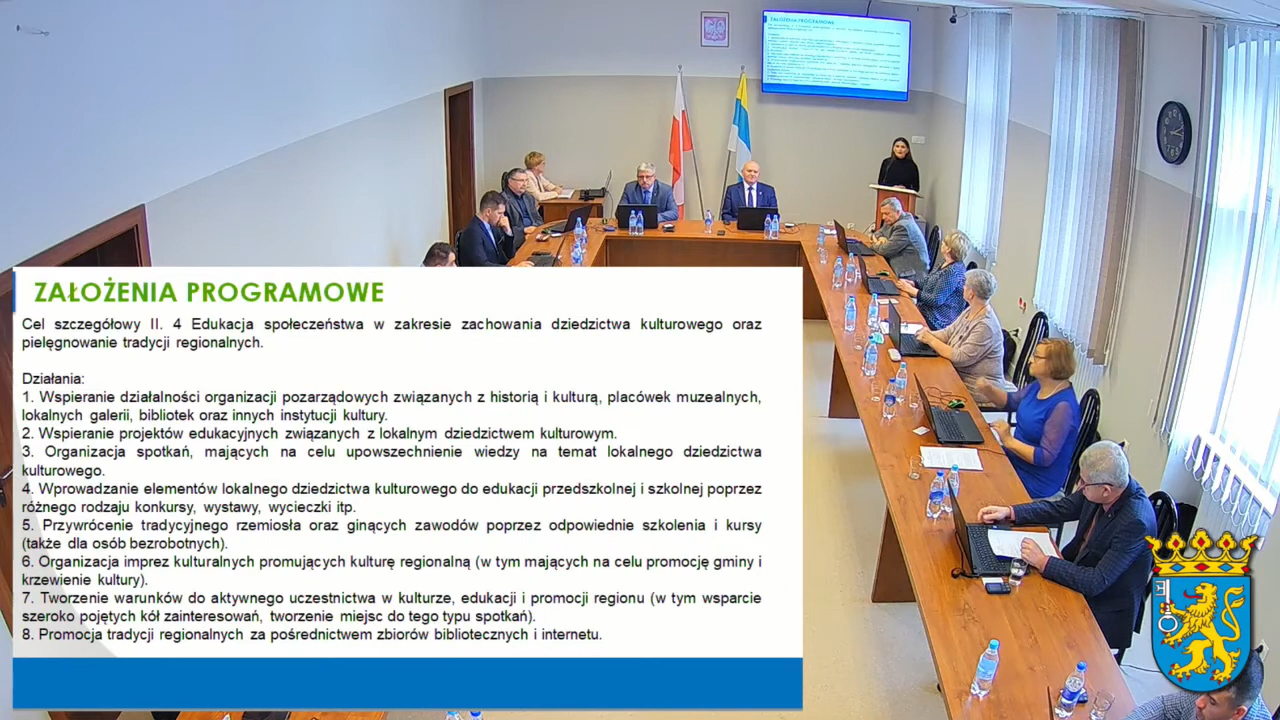 ZAŁOŻENIA PROGRAMOWE
ZAŁOŻENIA PROGRAMOWE
Cel szczegółowy II. 4 Edukacja społeczeństwa w zakresie zachowania dziedzictwa kulturowego oraz
pielęgnowanie tradycji regionalnych.
Działania:
1. Wspieranie działalności organizacji pozarządowych związanych z historią i kulturą, placówek muzealnych,
lokalnych galerii, bibliotek oraz innych instytucji kultury.
2. Wspieranie projektów edukacyjnych związanych z lokalnym dziedzictwem kulturowym.
3. Organizacja spotkań, mających na celu upowszechnienie wiedzy na temat lokalnego dziedzictwa
kulturowego.
4. Wprowadzanie elementów lokalnego dziedzictwa kulturowego do edukacji przedszkolnej i szkolnej poprzez
różnego rodzaju konkursy, wystawy, wycieczki itp.
5. Przywrócenie tradycyjnego rzemiosła oraz ginących zawodów poprzez odpowiednie szkolenia i kursy
(także dla osób bezrobotnych).
6. Organizacja imprez kulturalnych promujących kulturę regionalną (w tym mających na celu promocję gminy i
krzewienie kultury).
7. Tworzenie warunków do aktywnego uczestnictwa w kulturze, edukacji i promocji regionu (w tym wsparcie
szeroko pojętych kół zainteresowań, tworzenie miejsc do tego typu spotkań).
8. Promocja tradycji regionalnych za pośrednictwem zbiorów bibliotecznych i internetu.